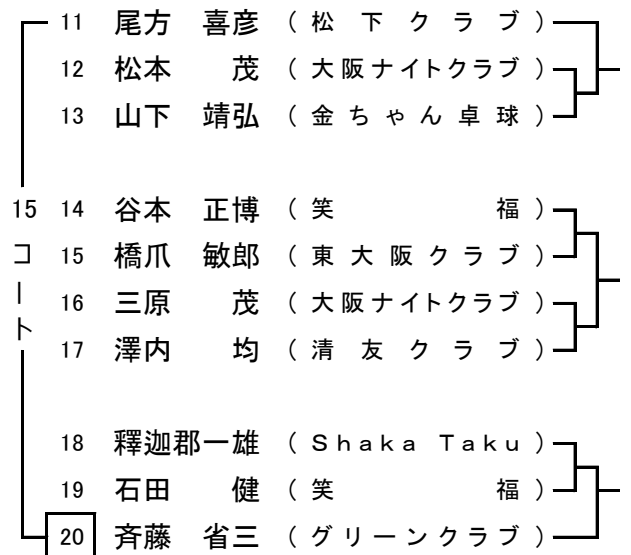 11 尾方 喜彦 ( 松下クラブ )
12 松本 茂 ( 大阪ナイトクラブ )
13 山下 靖弘 ( 金ちゃん卓球 )
15コート
14 谷本 正博 ( 笑福 )
15 橋爪 敏郎 ( 東大阪クラブ )
16 三原 茂 ( 大阪ナイトクラブ )
17 澤内 均 ( 清友クラブ )
18 釋迦郡一雄 ( Shaka Taku )
19 石田 健 ( 笑福 )
20 斉藤 省三 ( グリーンクラブ )